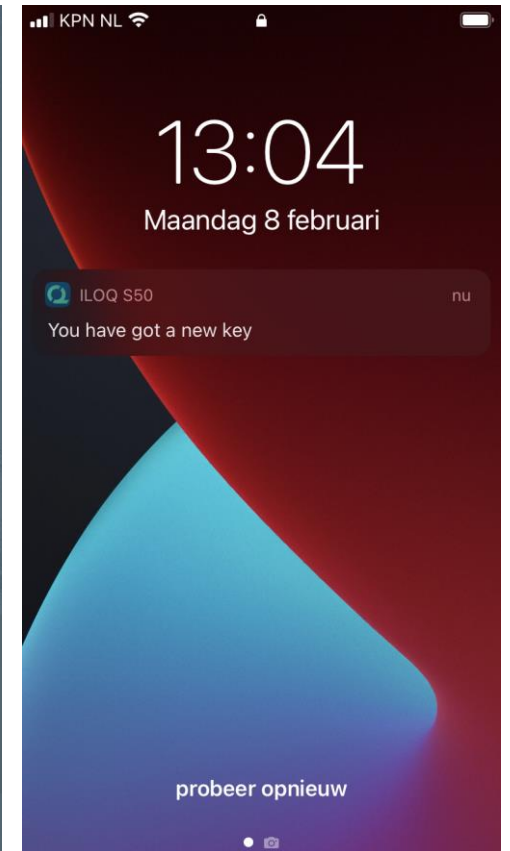 KPN NL
13:04
Maandag 8 februari
ILOQ S50 nu
You have got a new key
probeer opnieuw